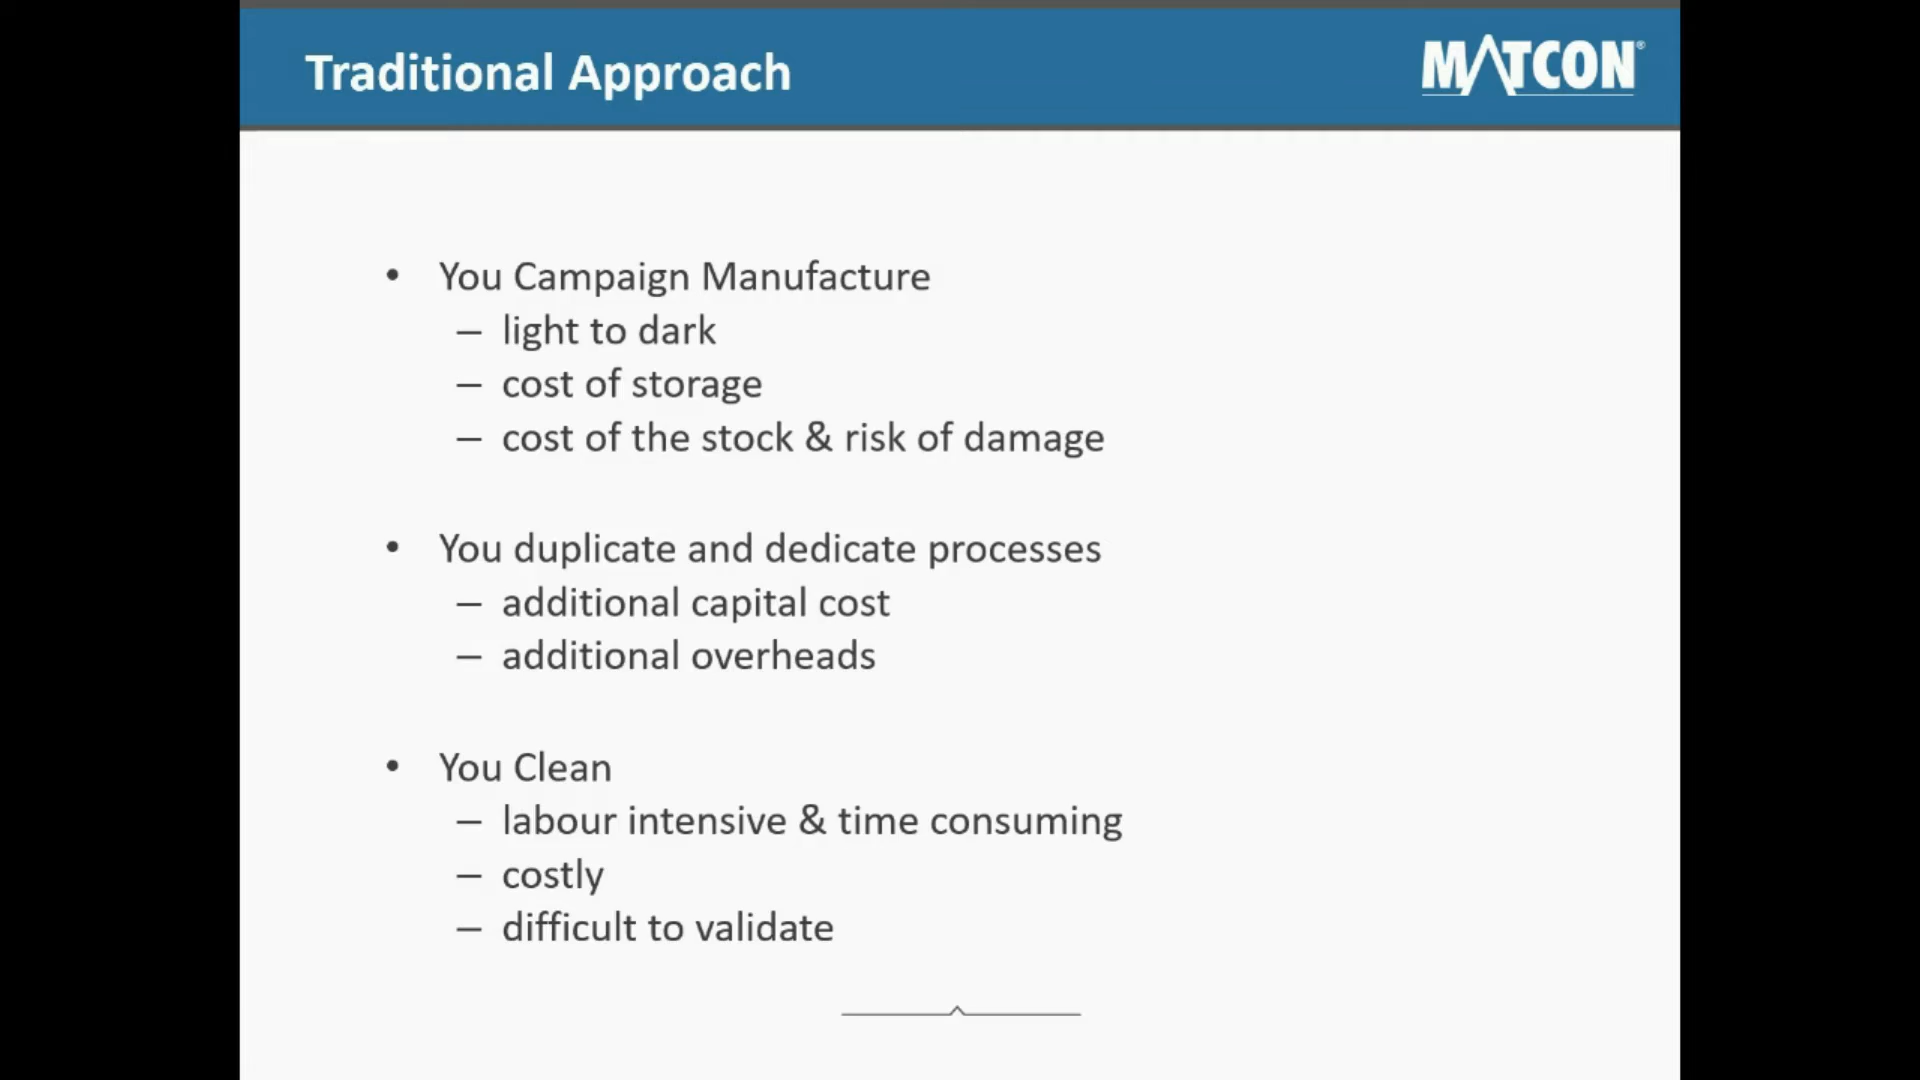 Traditional Approach
MATCON®
• You Campaign Manufacture
– light to dark
– cost of storage
– cost of the stock & risk of damage
• You duplicate and dedicate processes
– additional capital cost
– additional overheads
• You Clean
– labour intensive & time consuming
– costly
– difficult to validate